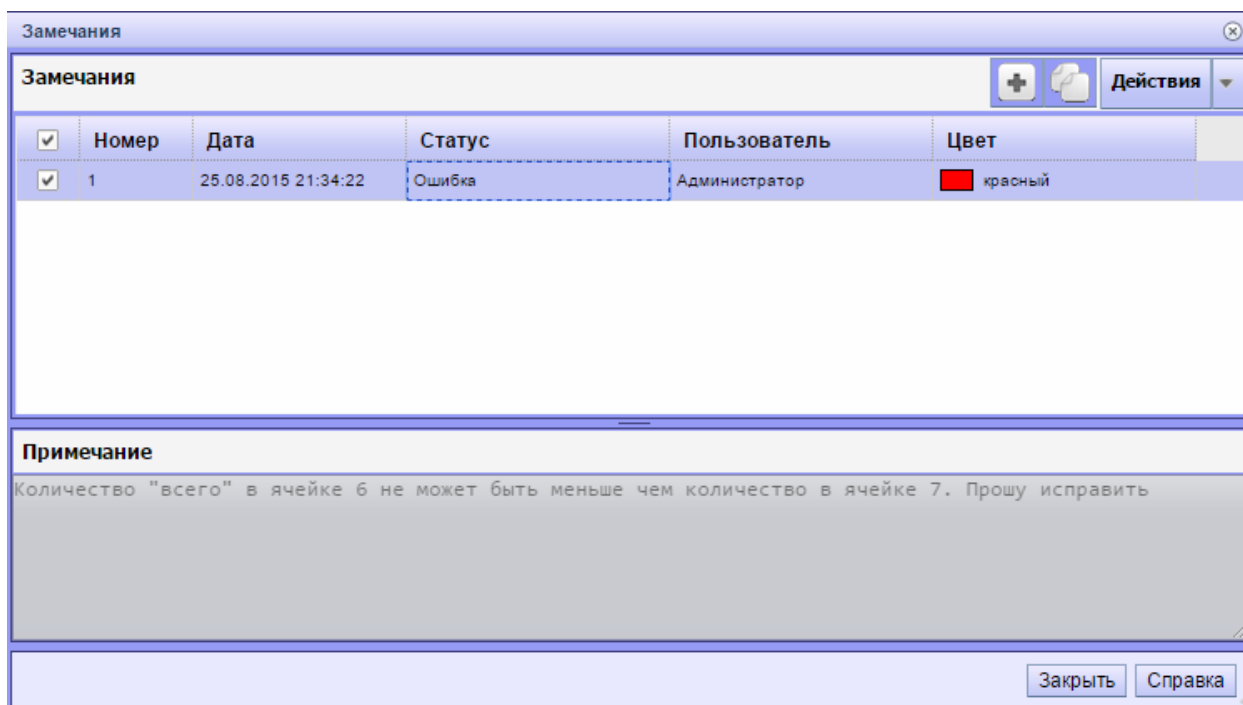 Замечания
Замечания
Действия
Номер Дата Статус Пользователь Цвет
1 25.08.2015 21:34:22 Ошибка Администратор красный
Примечание
Количество "всего" в ячейке 6 не может быть меньше чем количество в ячейке 7. Прошу исправить
Закрыть Справка